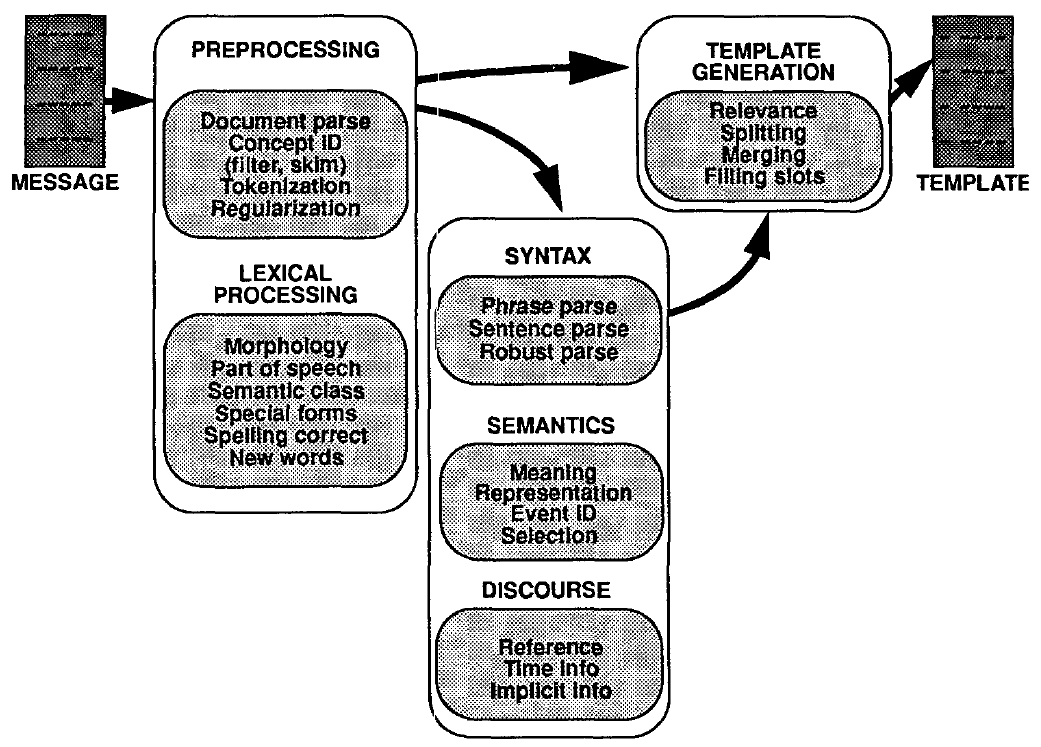 MESSAGE
PREPROCESSING
Document parse
Concept ID
(filter, skim)
Tokenization
Regularization
LEXICAL
PROCESSING
Morphology
Part of speech
Semantic class
Special forms
Spelling correct
New words
SYNTAX
Phrase parse
Sentence parse
Robust parse
SEMANTICS
Meaning
Representation
Event ID
Selection
DISCOURSE
Reference
Time info
Implicit info
TEMPLATE
GENERATION
Relevance
Splitting
Merging
Filling slots
TEMPLATE